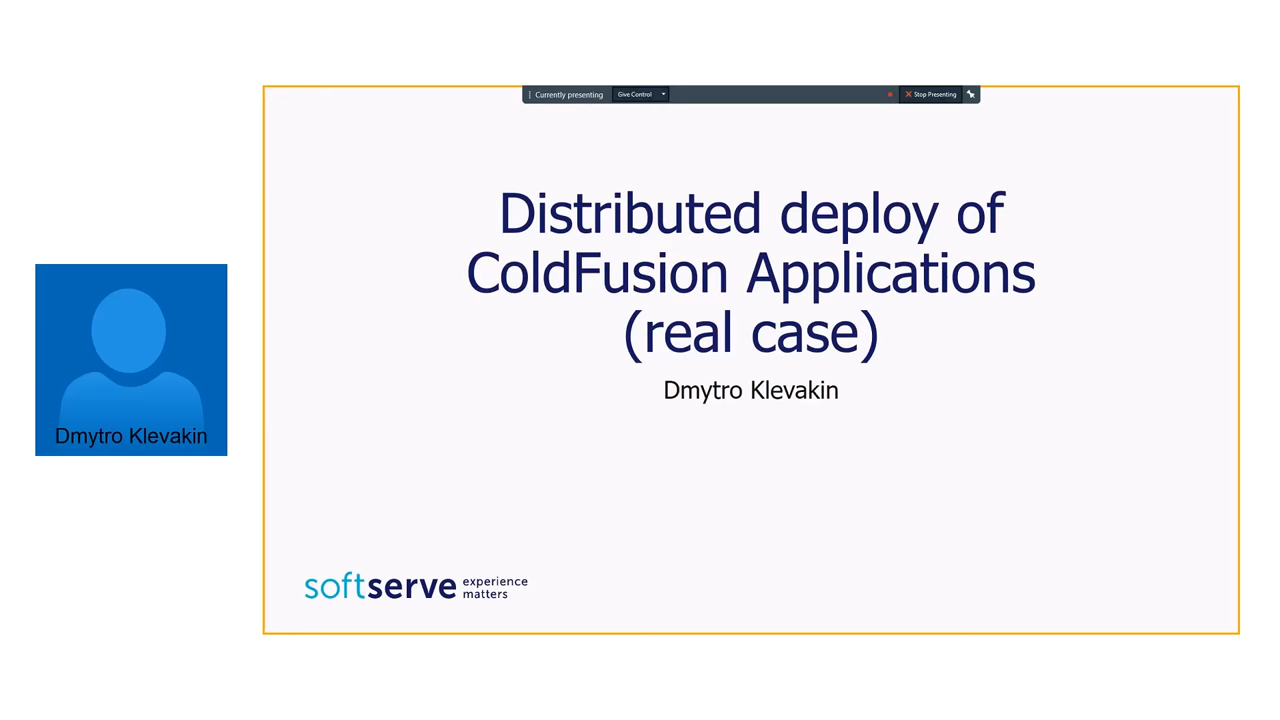 Currently presenting
Give Control
Stop Presenting
Distributed deploy of
ColdFusion Applications
(real case)
Dmytro Klevakin
Dmytro Klevakin
softserve experience
matters